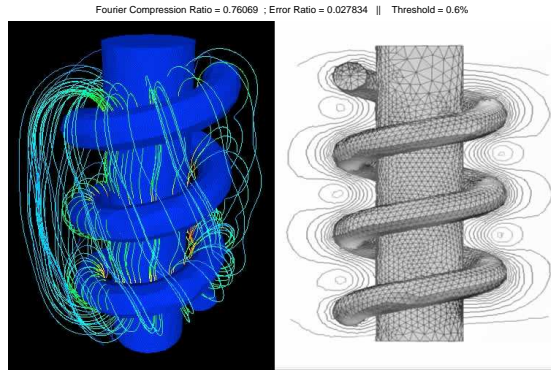 Fourier Compression Ratio = 0.76069 ; Error Ratio = 0.027834 || Threshold = 0.6%